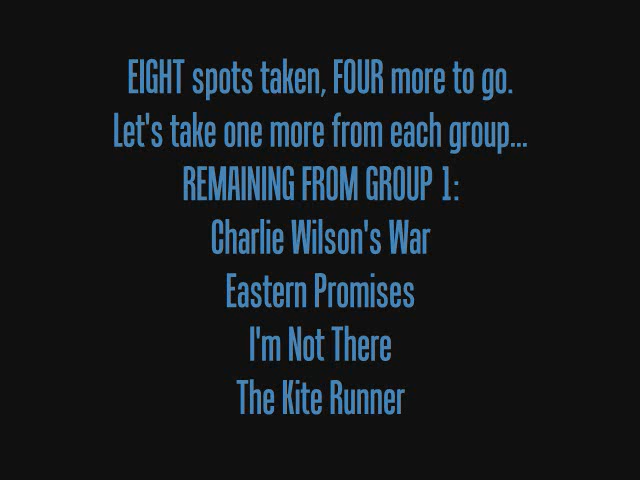 EIGHT spots taken, FOUR more to go.
Let's take one more from each group...
REMAINING FROM GROUP 1:
Charlie Wilson's War
Eastern Promises
I'm Not There
The Kite Runner